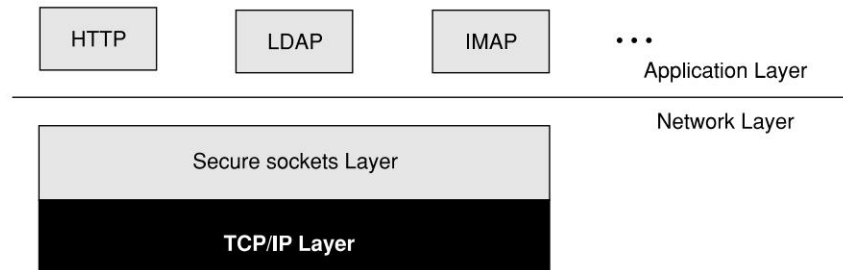 HTTP
LDAP
IMAP
•••
Application Layer
Network Layer
Secure sockets Layer
TCP/IP Layer